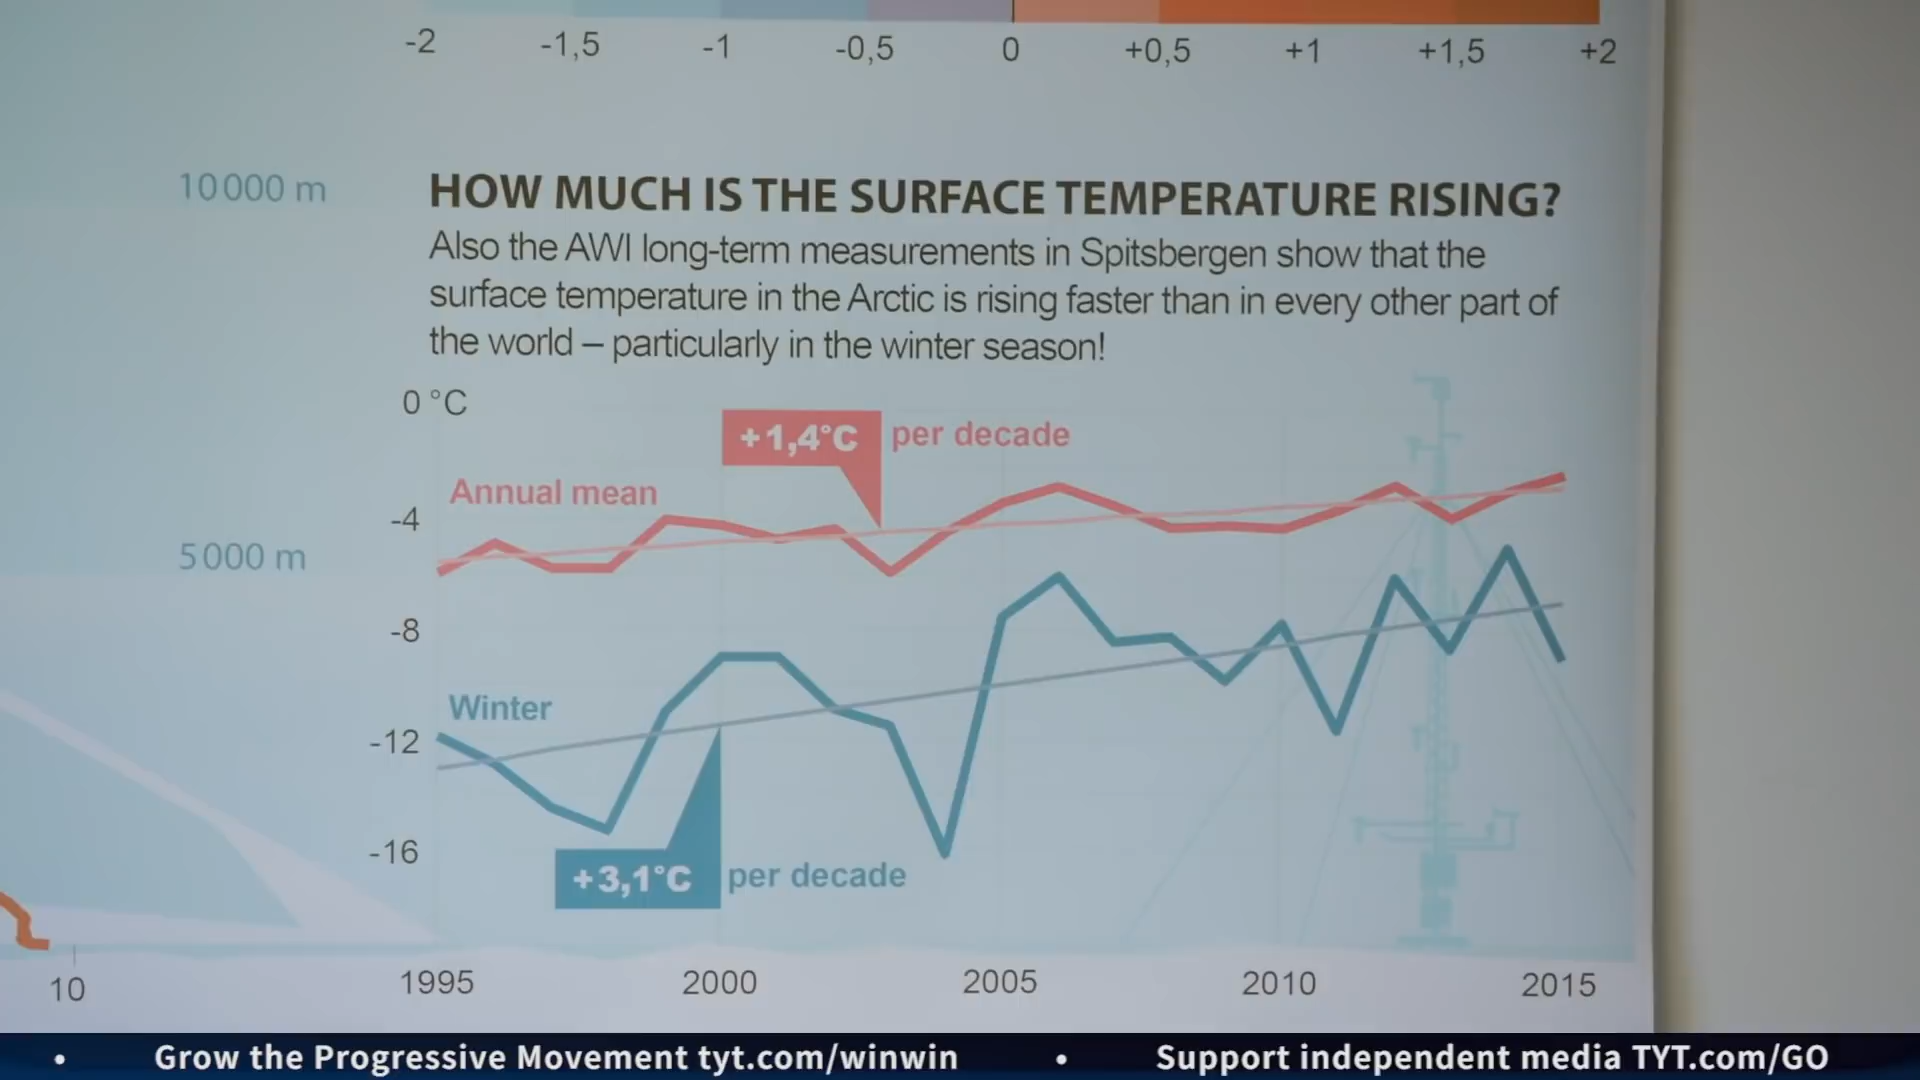 -2 -1,5 -1 -0,5 0 +0,5 +1 +1,5 +2
10 000 m
HOW MUCH IS THE SURFACE TEMPERATURE RISING?
Also the AWI long-term measurements in Spitsbergen show that the
surface temperature in the Arctic is rising faster than in every other part of
the world – particularly in the winter season!
0 °C
+1,4°C per decade
Annual mean
-4
5 000 m
-8
Winter
-12
-16
+3,1°C per decade
10 1995 2000 2005 2010 2015
• Grow the Progressive Movement tyt.com/winwin • Support independent media TYT.com/GO